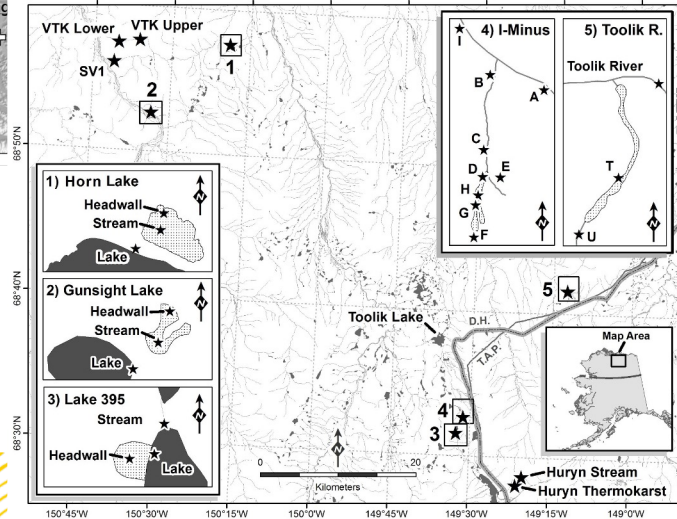 VTK Lower
VTK Upper
SV1
1
2
68°50'N
68°40'N
68°30'N
1) Horn Lake
Headwall
Stream
Lake
2) Gunsight Lake
Headwall
Stream
Lake
3) Lake 395
Stream
Headwall
Lake
4) I-Minus
I
B
A
C
D
E
H
G
F
N
5) Toolik R.
Toolik River
T
U
N
5
Toolik Lake
D.H.
T.A.P.
Map Area
4
3
N
0
20
Kilometers
Huryn Stream
Huryn Thermokarst
150°45'W
150°30'W
150°15'W
150°0'W
149°45'W
149°30'W
149°15'W
149°0'W